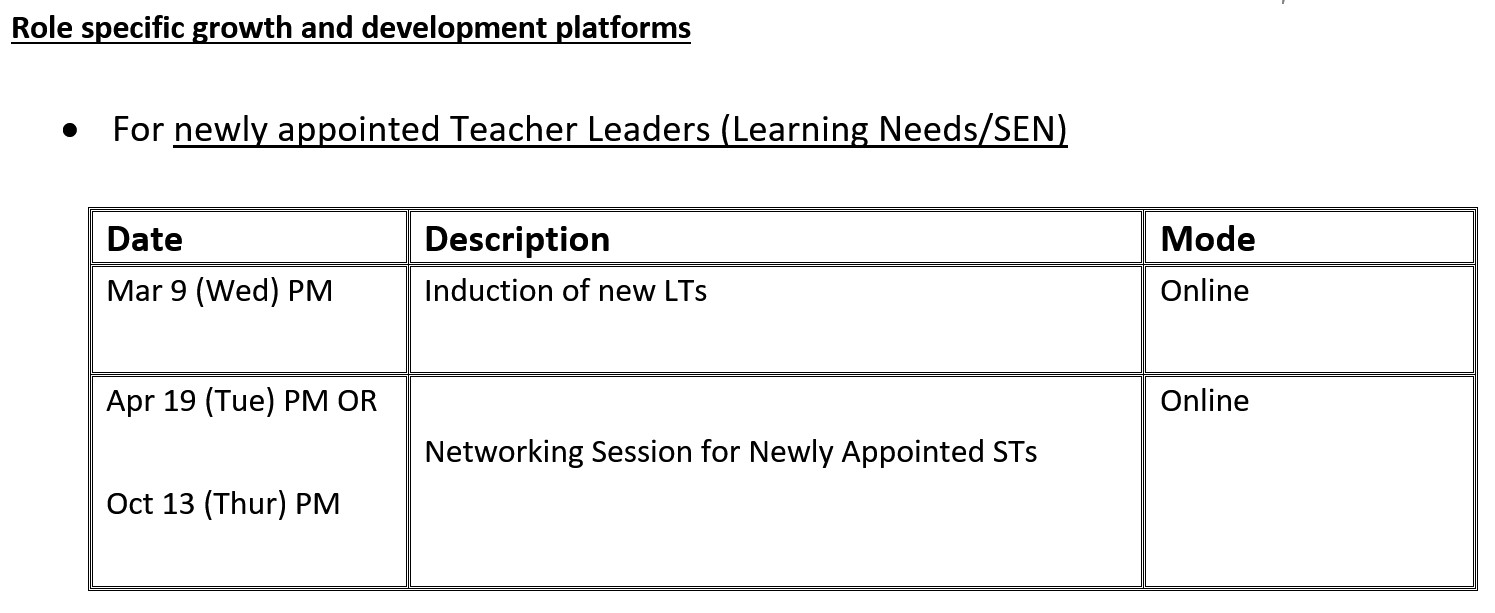 Role specific growth and development platforms
• For newly appointed Teacher Leaders (Learning Needs/SEN)
Date Description Mode
Mar 9 (Wed) PM Induction of new LTs Online
Apr 19 (Tue) PM OR Online
Networking Session for Newly Appointed STs
Oct 13 (Thur) PM